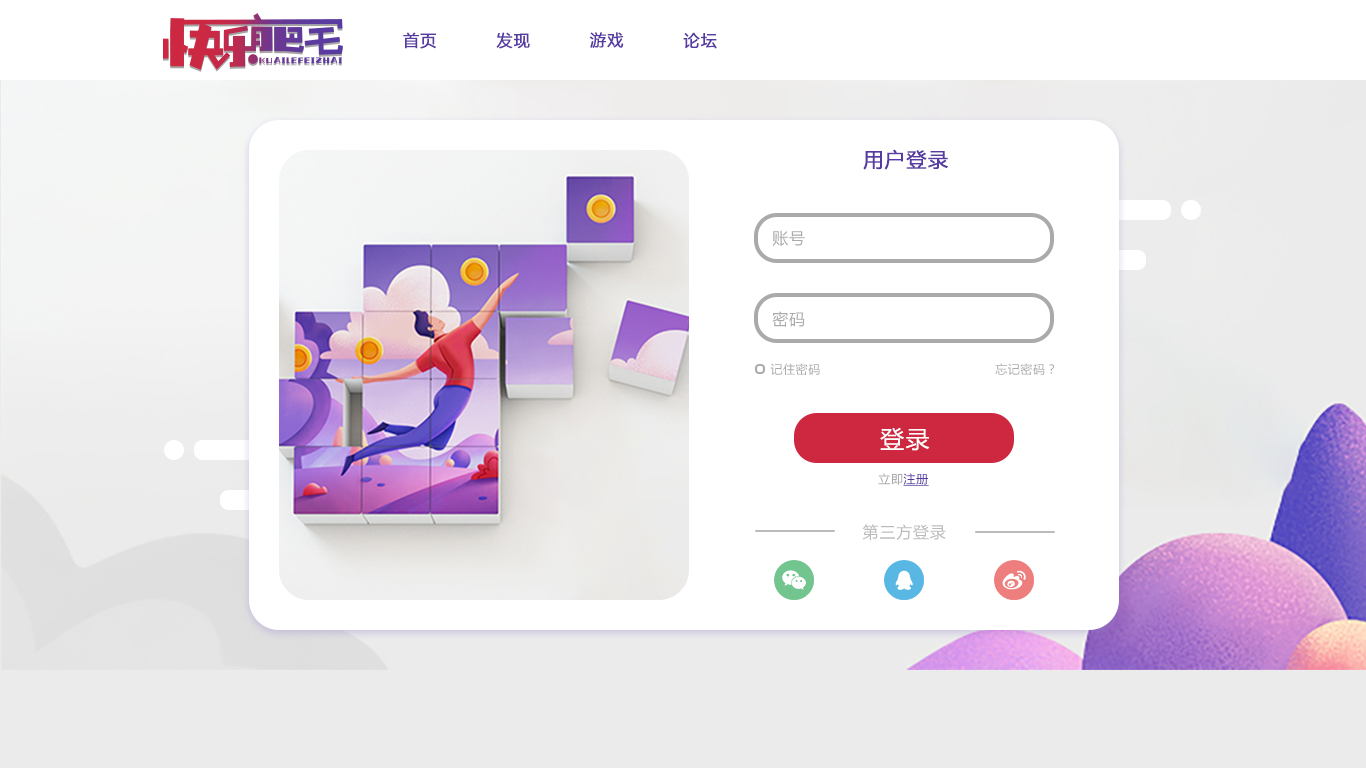 快乐肥宅
KUAILEFEIZHAI
首页 发现 游戏 论坛
用户登录
账号
密码
记住密码 忘记密码？
登录
立即注册
第三方登录